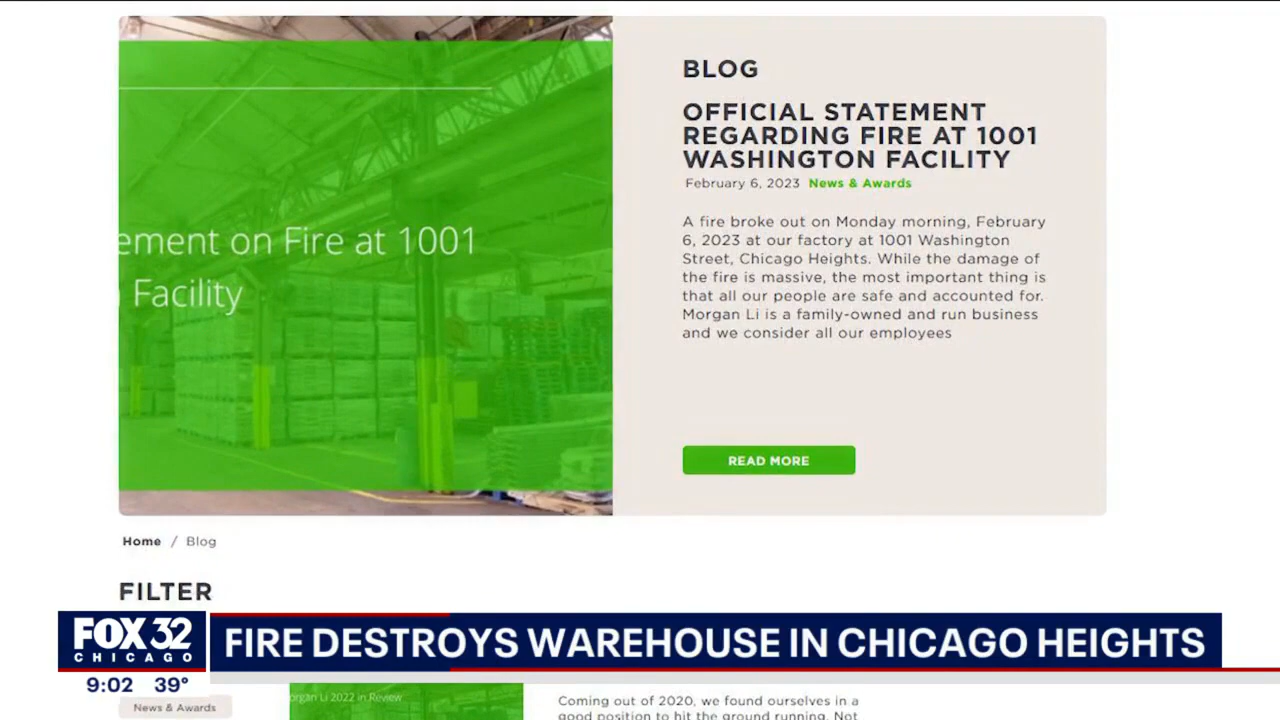 BLOG
OFFICIAL STATEMENT
REGARDING FIRE AT 1001
WASHINGTON FACILITY
February 6, 2023 News & Awards
A fire broke out on Monday morning, February
6, 2023 at our factory at 1001 Washington
Street, Chicago Heights. While the damage of
the fire is massive, the most important thing is
that all our people are safe and accounted for.
Morgan Li is a family-owned and run business
and we consider all our employees
READ MORE
ement on Fire at 1001
Facility
Home / Blog
FILTER
FOX 32
CHICAGO
FIRE DESTROYS WAREHOUSE IN CHICAGO HEIGHTS
9:02 39°
News & Awards
organ Li 2022 in Review
Coming out of 2020, we found ourselves in a
good position to hit the ground running. Not